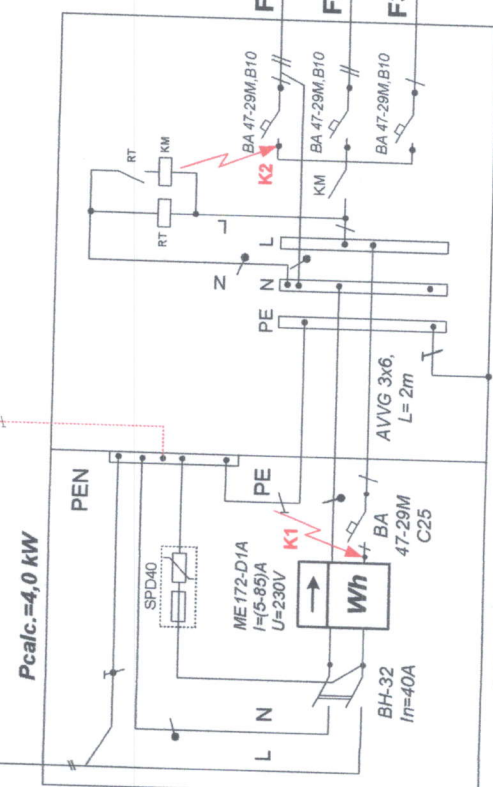 Pcalc.=4,0 kW
PEN
SPD40
PE
ME172-D1A
I=(5-85)A
U=230V
K1
Wh
BA
47-29M
C25
BH-32
In=40A
N
L
AVVG 3x6,
L= 2m
PE
N
L
N
L
RT
KM
RT
KM
K2
BA 47-29M,B10
BA 47-29M,B10
BA 47-29M,B10
F
F
F